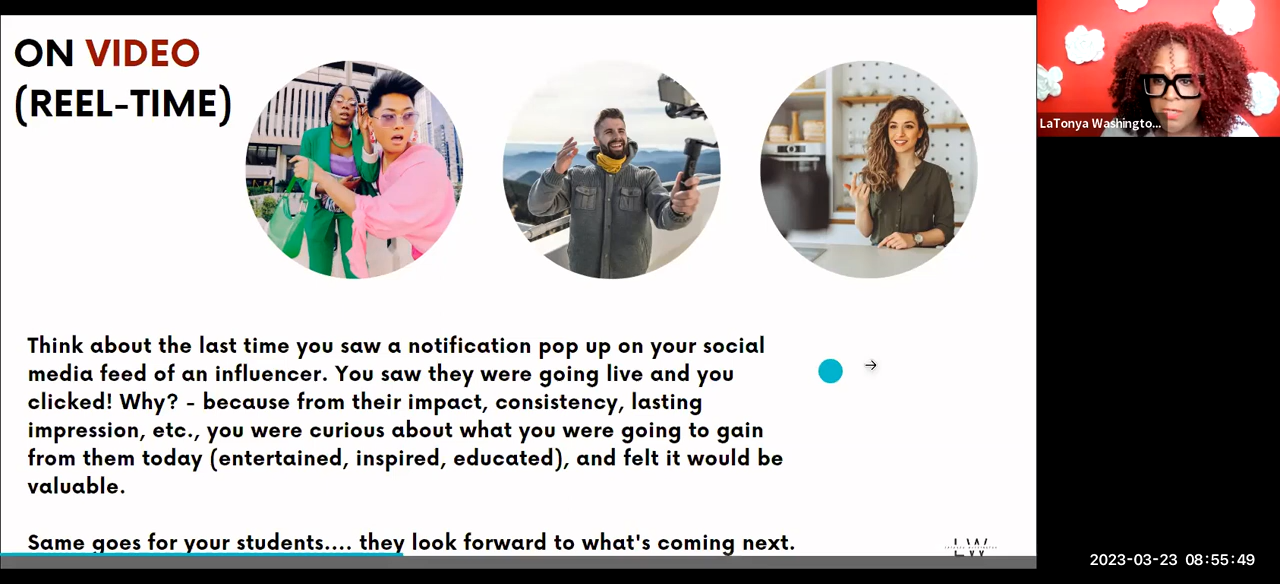 ON VIDEO
(REEL-TIME)
LaTonya Washingto...
Think about the last time you saw a notification pop up on your social
media feed of an influencer. You saw they were going live and you
clicked! Why? - because from their impact, consistency, lasting
impression, etc., you were curious about what you were going to gain
from them today (entertained, inspired, educated), and felt it would be
valuable.
Same goes for your students.... they look forward to what's coming next.
LW
2023-03-23 08:55:49